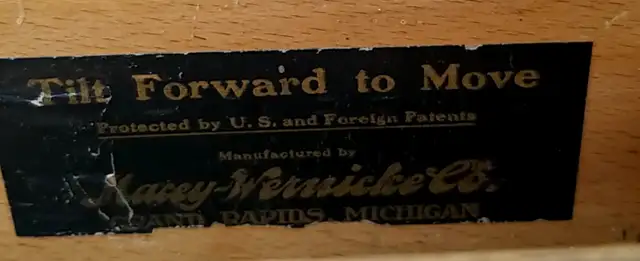 Tilt Forward to Move
Protected by U. S. and Foreign Patents
Manufactured by
Macey-Wernicke Co.
GRAND RAPIDS, MICHIGAN